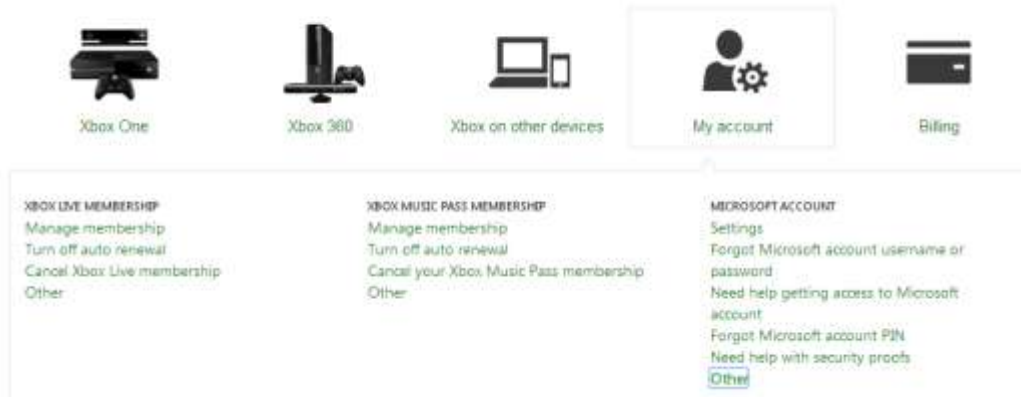 Xbox One
Xbox 360
Xbox on other devices
My account
Billing
XBOX LIVE MEMBERSHIP
Manage membership
Turn off auto renewal
Cancel Xbox Live membership
Other
XBOX MUSIC PASS MEMBERSHIP
Manage membership
Turn off auto renewal
Cancel your Xbox Music Pass membership
Other
MICROSOFT ACCOUNT
Settings
Forgot Microsoft account username or
password
Need help getting access to Microsoft
account
Forgot Microsoft account PIN
Need help with security proofs
Other